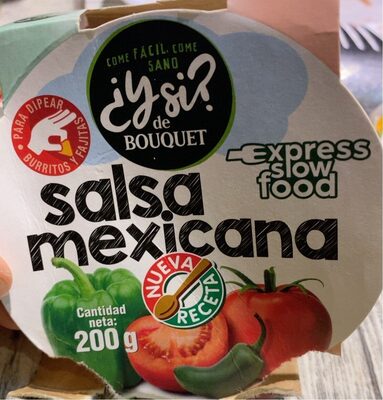 COME FÁCIL, COME
SANO
¿Y si?
de
BOUQUET
PARA DIPEAR
BURRITOS Y FAJITAS
express
slow
food
salsa
mexicana
NUEVA
RECETA
Cantidad
neta:
200 g